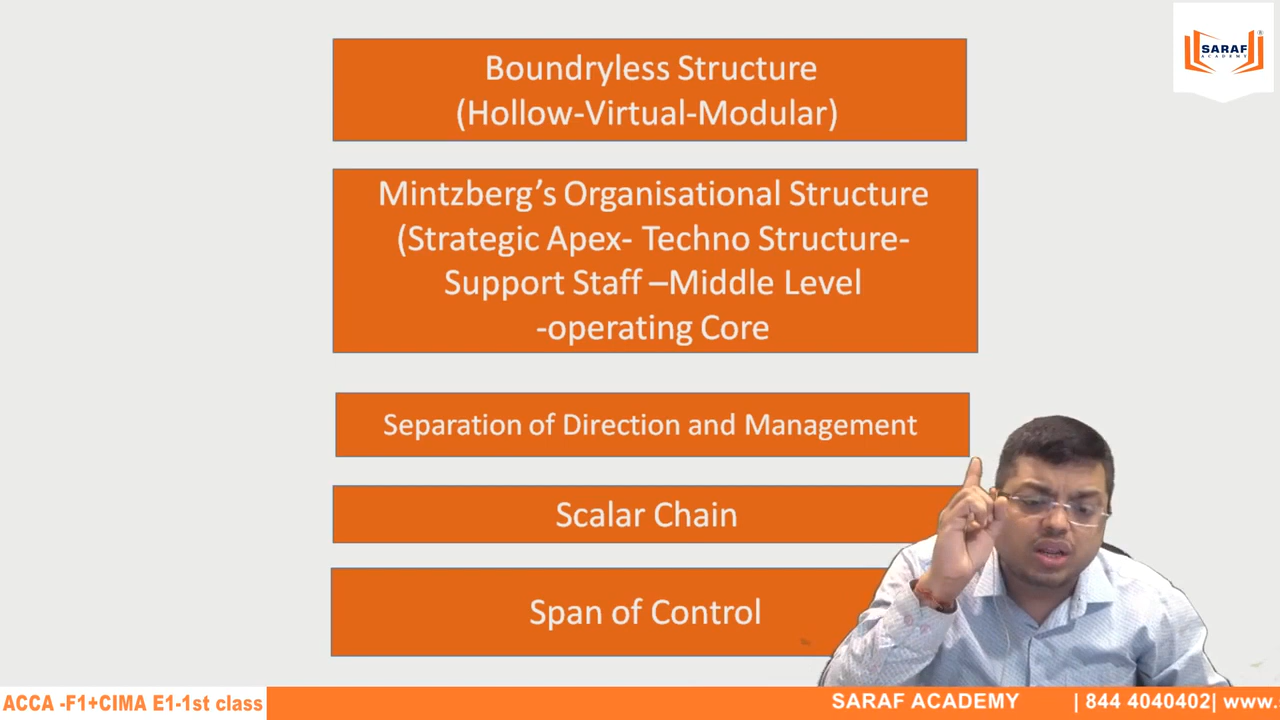 SARAF
ACADEMY
Boundryless Structure
(Hollow-Virtual-Modular)
Mintzberg’s Organisational Structure
(Strategic Apex- Techno Structure-
Support Staff –Middle Level
-operating Core
Separation of Direction and Management
Scalar Chain
Span of Control
ACCA -F1+CIMA E1-1st class
SARAF ACADEMY | 844 4040402| www.